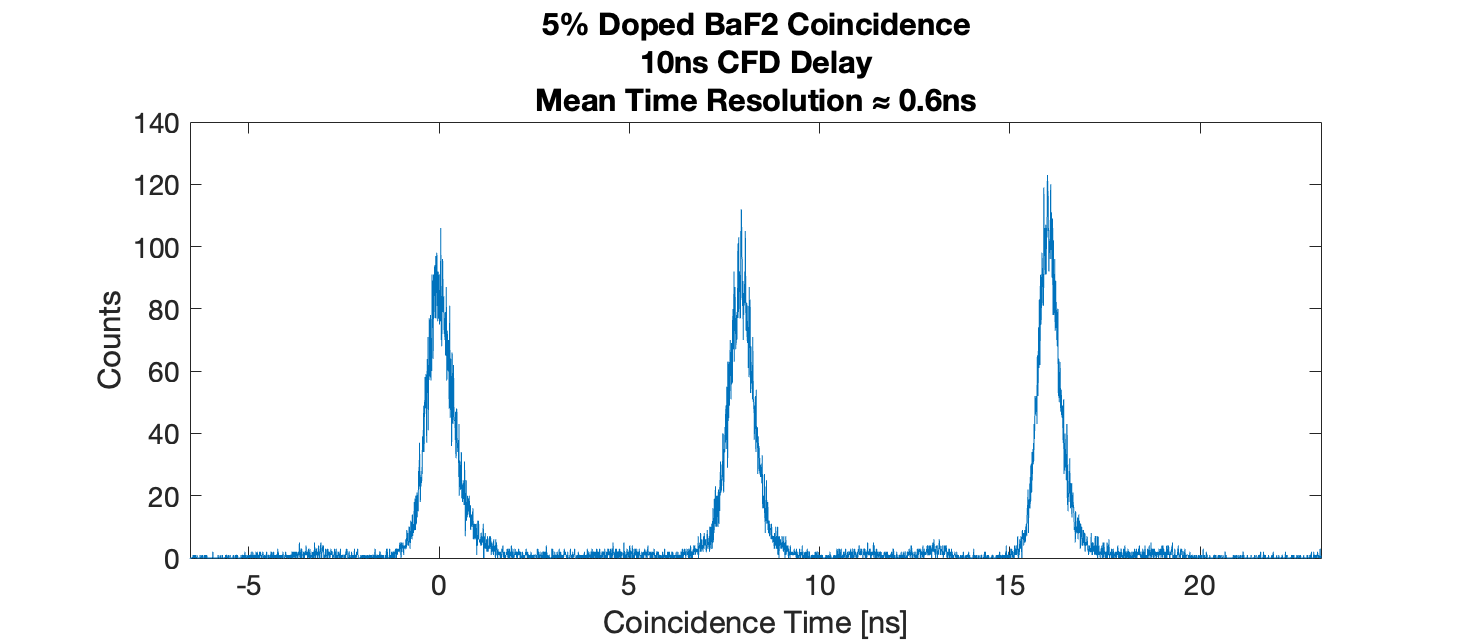 5% Doped BaF2 Coincidence
10ns CFD Delay
Mean Time Resolution ≈ 0.6ns
140
120
100
80
60
40
20
0
Counts
-5 0 5 10 15 20
Coincidence Time [ns]